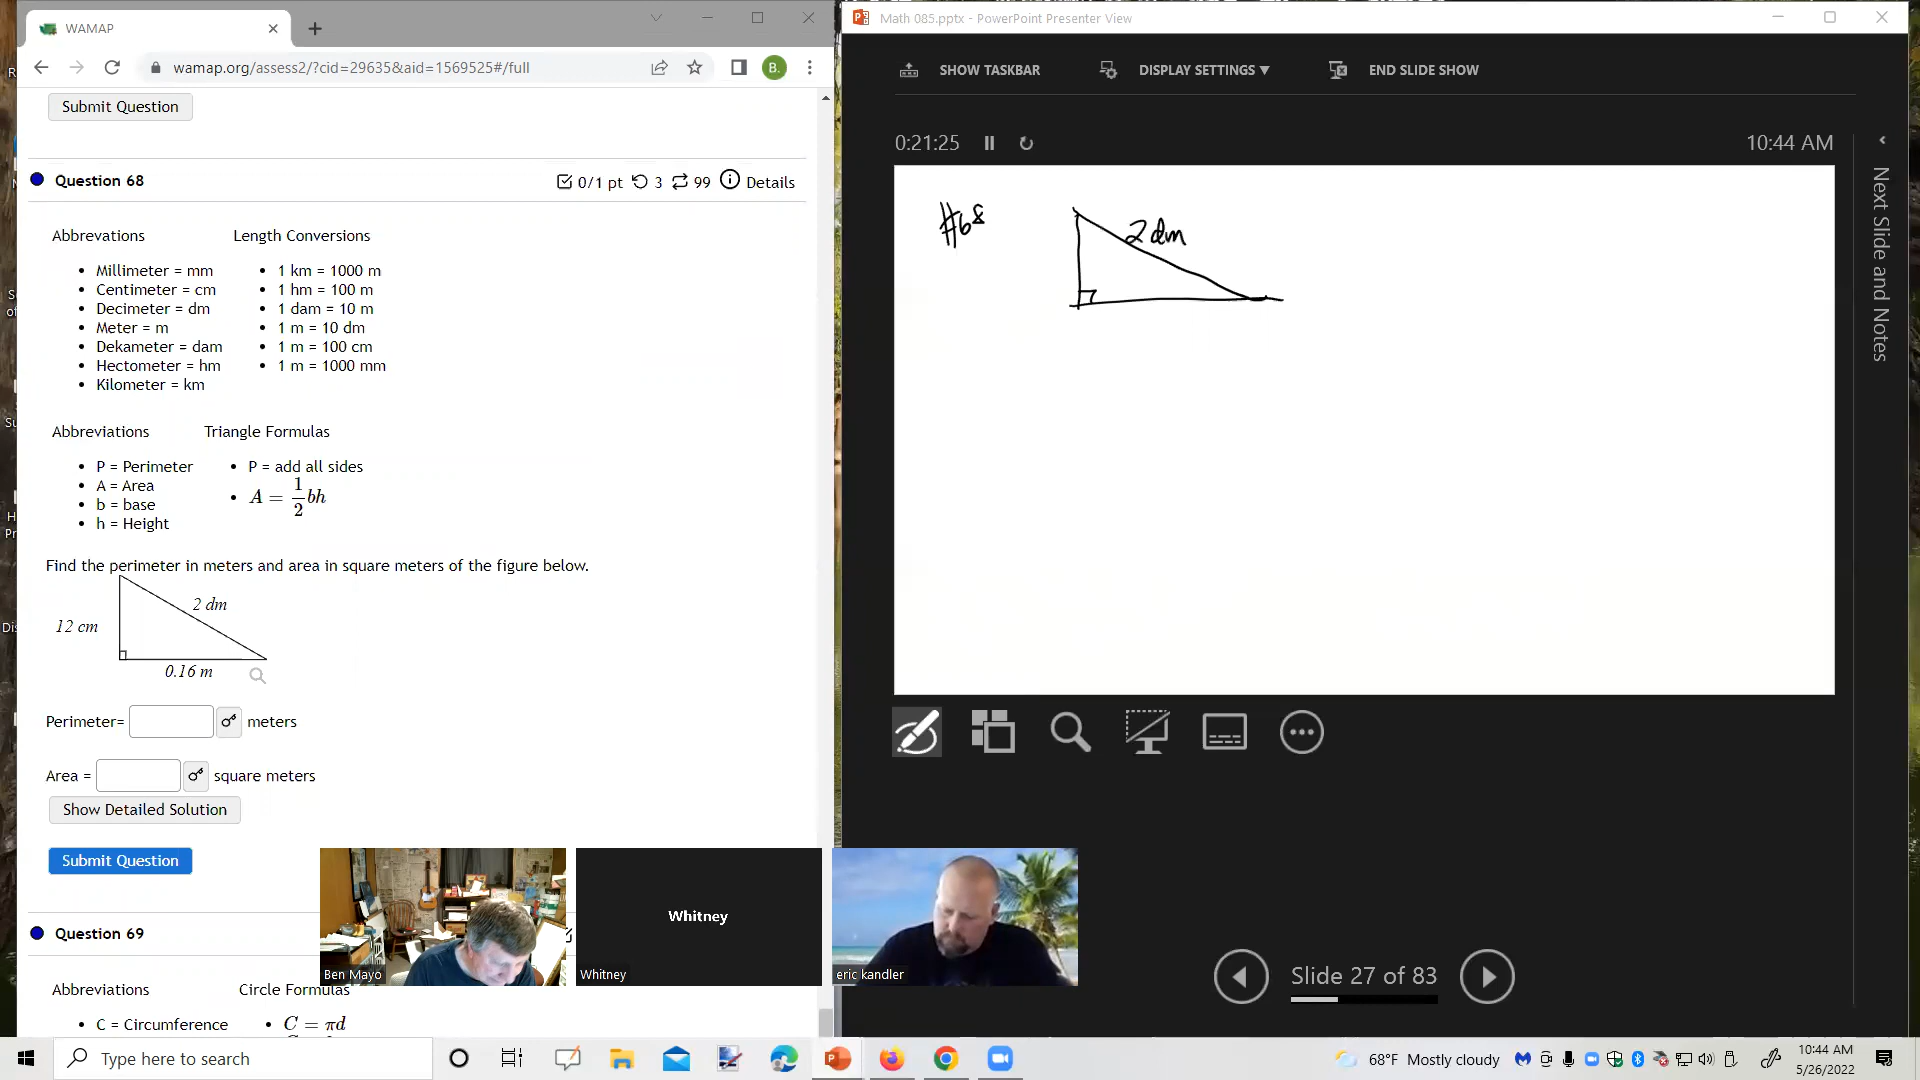 WAMAP
wamap.org/assess2/?cid=29635&aid=1569525#/full
B.
Submit Question
Question 68
0/1 pt 3 99 Details
Abbrevations
Length Conversions
Millimeter = mm
Centimeter = cm
Decimeter = dm
Meter = m
Dekameter = dam
Hectometer = hm
Kilometer = km
1 km = 1000 m
1 hm = 100 m
1 dam = 10 m
1 m = 10 dm
1 m = 100 cm
1 m = 1000 mm
Abbreviations
Triangle Formulas
P = Perimeter
A = Area
b = base
h = Height
P = add all sides
A = 1/2 bh
Find the perimeter in meters and area in square meters of the figure below.
2 dm
12 cm
0.16 m
Perimeter= meters
Area = square meters
Show Detailed Solution
Submit Question
Question 69
Abbreviations
Circle Formulas
C = Circumference
C = πd
Math 085.pptx - PowerPoint Presenter View
SHOW TASKBAR
DISPLAY SETTINGS
END SLIDE SHOW
0:21:25
10:44 AM
Next Slide and Notes
#68
2 dm
Slide 27 of 83
Ben Mayo
Whitney
Whitney
eric kandler
Type here to search
68°F Mostly cloudy
10:44 AM
5/26/2022